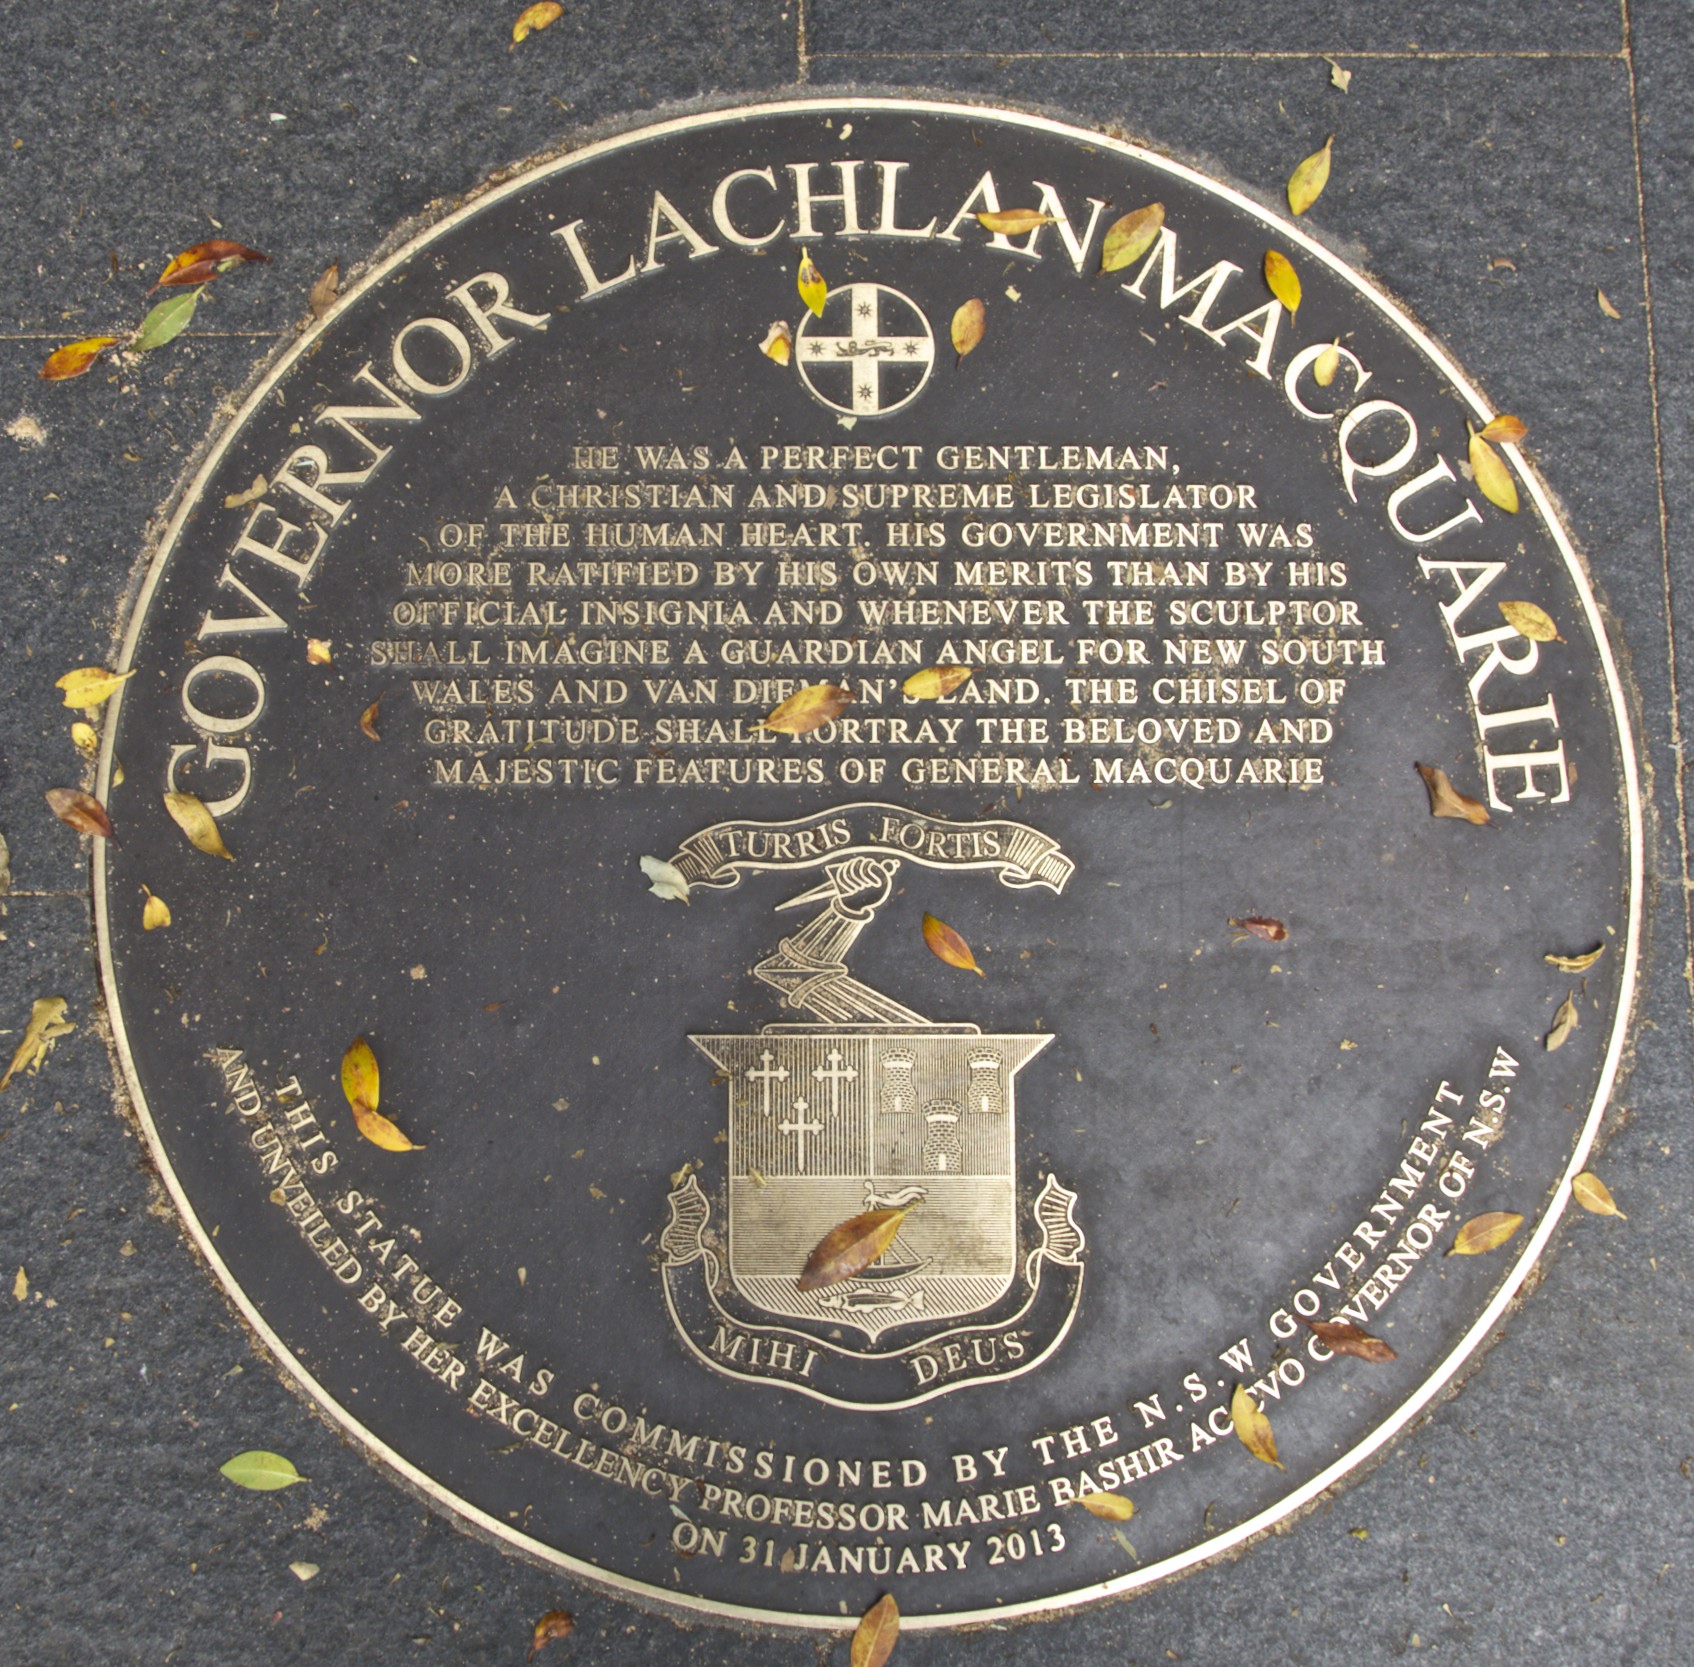 GOVERNOR LACHLAN MACQUARIE
HE WAS A PERFECT GENTLEMAN,
A CHRISTIAN AND SUPREME LEGISLATOR
OF THE HUMAN HEART. HIS GOVERNMENT WAS
MORE RATIFIED BY HIS OWN MERITS THAN BY HIS
OFFICIAL INSIGNIA AND WHENEVER THE SCULPTOR
SHALL IMAGINE A GUARDIAN ANGEL FOR NEW SOUTH
WALES AND VAN DIEMAN'S LAND. THE CHISEL OF
GRATITUDE SHALL PORTRAY THE BELOVED AND
MAJESTIC FEATURES OF GENERAL MACQUARIE
TURRIS FORTIS
MIHI DEUS
THIS STATUE WAS COMMISSIONED BY THE N.S.W GOVERNMENT
AND UNVEILED BY HER EXCELLENCY PROFESSOR MARIE BASHIR AC CVO GOVERNOR OF N.S.W
ON 31 JANUARY 2013